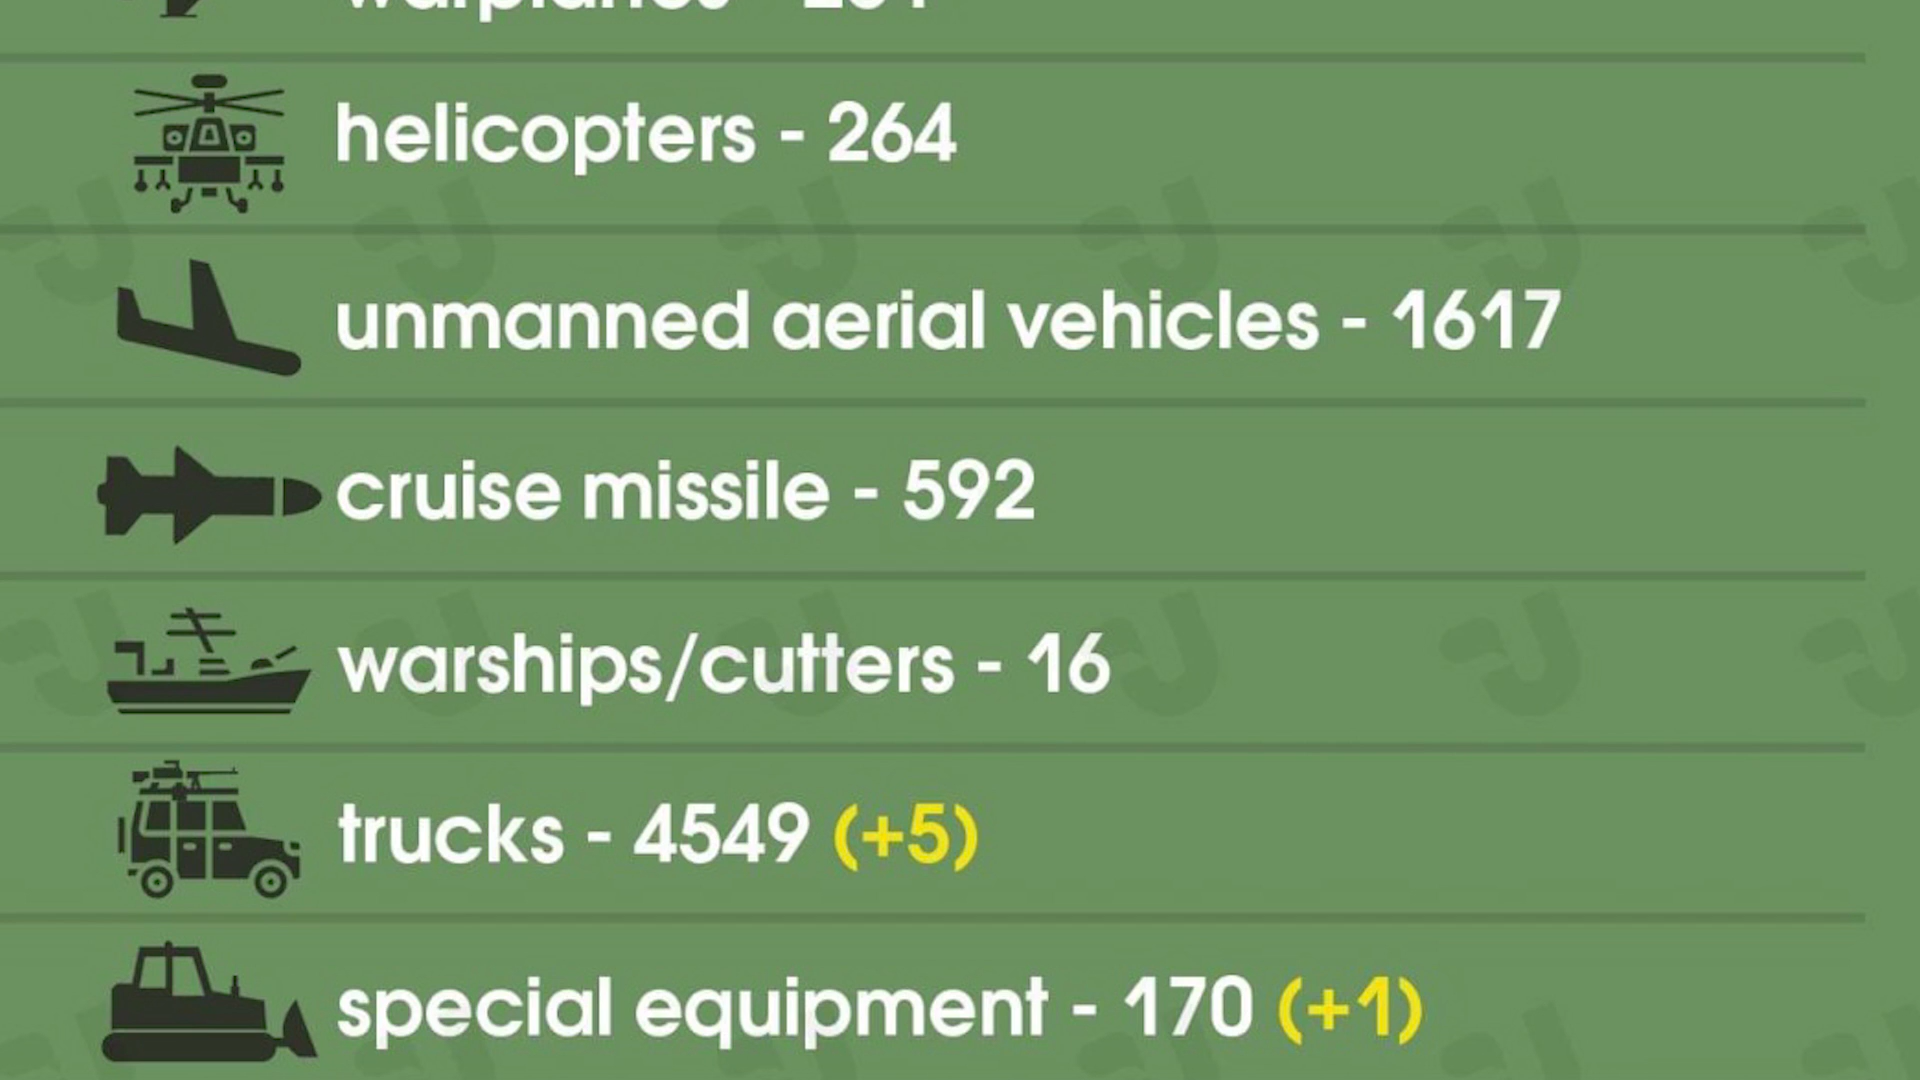 helicopters - 264
unmanned aerial vehicles - 1617
cruise missile - 592
warships/cutters - 16
trucks - 4549 (+5)
special equipment - 170 (+1)